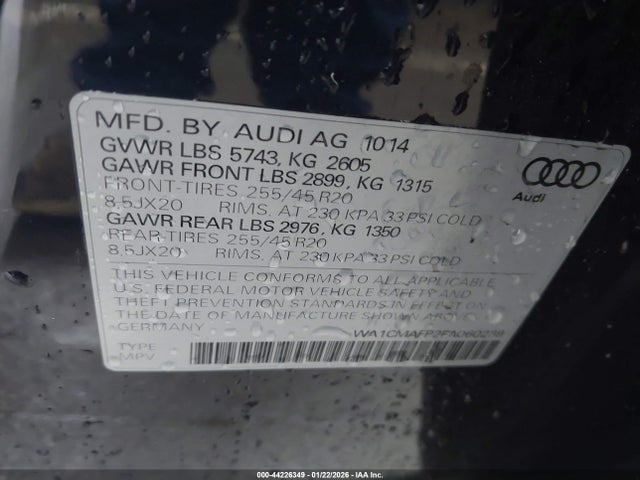 MFD. BY AUDI AG 10 14
GVWR LBS 5743, KG 2605
GAWR FRONT LBS 2899, KG 1315
FRONT-TIRES 255/45 R20
8,5JX20 RIMS, AT 230 KPA 33 PSI COLD
GAWR REAR LBS 2976, KG 1350
REAR-TIRES 255/45 R20
8,5JX20 RIMS, AT 230 KPA 33 PSI COLD
Audi
THIS VEHICLE CONFORMS TO ALL APPLICABLE
U.S. FEDERAL MOTOR VEHICLE SAFETY AND
THEFT PREVENTION STANDARDS IN EFFECT ON
THE DATE OF MANUFACTURE SHOWN ABOVE.
GERMANY
TYPE:
MPV
000-44226349 - 01/22/2026 - IAA Inc.